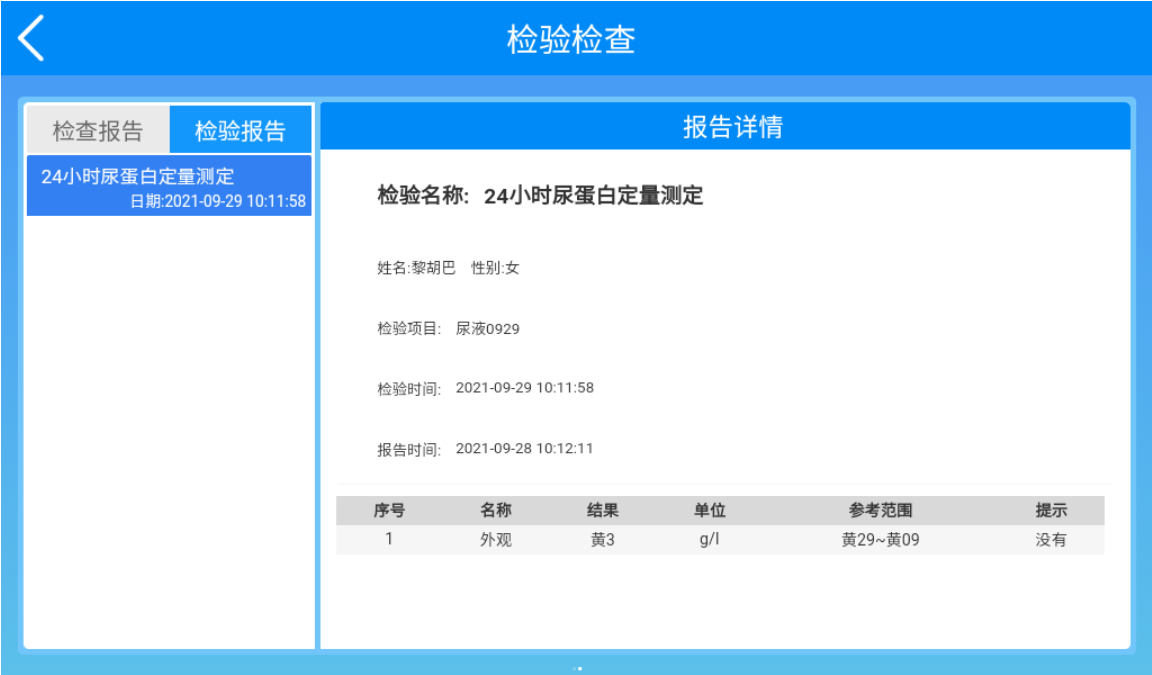 检验检查
检查报告 检验报告
24小时尿蛋白定量测定
日期:2021-09-29 10:11:58
报告详情
检验名称: 24小时尿蛋白定量测定
姓名:黎胡巴 性别:女
检验项目: 尿液0929
检验时间: 2021-09-29 10:11:58
报告时间: 2021-09-28 10:12:11
序号 名称 结果 单位 参考范围 提示
1 外观 黄3 g/l 黄29~黄09 没有